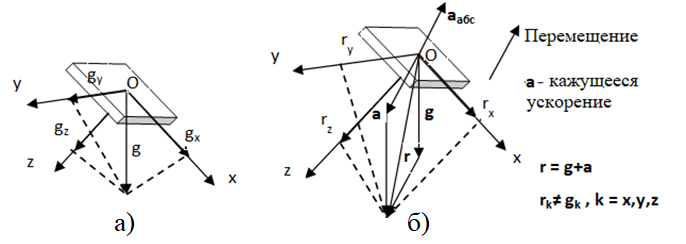 y
O
g_y
g_z
g_x
g
z
x
а)
a_абс
r_y
O
y
r_z
a
g
r_x
r
z
x
б)
Перемещение
a - кажущееся
ускорение
r = g+a
r_k ≠ g_k , k = x,y,z